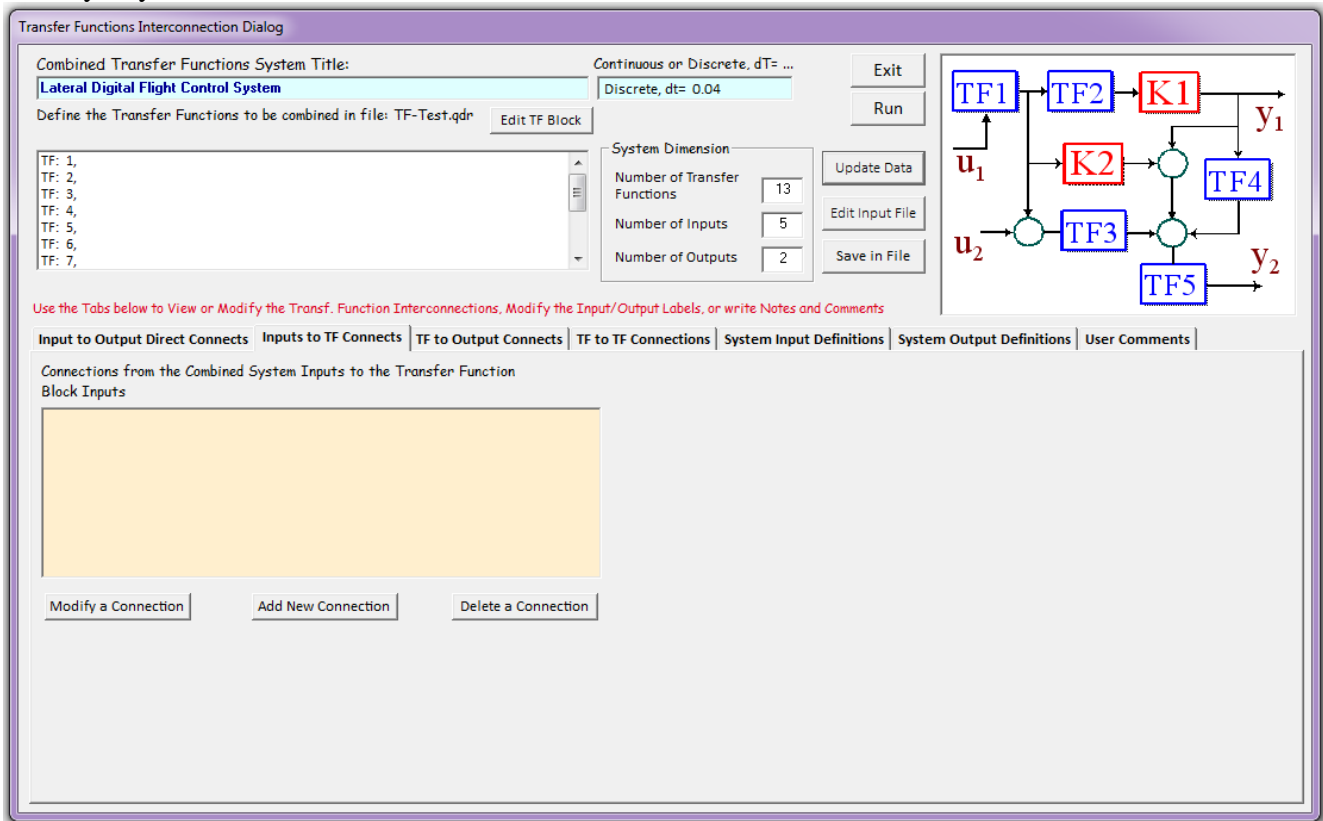 Transfer Functions Interconnection Dialog
Combined Transfer Functions System Title:
Continuous or Discrete, dT= ...
Lateral Digital Flight Control System
Discrete, dt= 0.04
Exit
Define the Transfer Functions to be combined in file: TF-Test.qdr
Edit TF Block
Run
TF: 1,
TF: 2,
TF: 3,
TF: 4,
TF: 5,
TF: 6,
TF: 7,
System Dimension
Number of Transfer
Functions
13
Number of Inputs
5
Number of Outputs
2
Update Data
Edit Input File
Save in File
TF1
TF2
K1
y1
u1
K2
TF4
u2
TF3
y2
TF5
Use the Tabs below to View or Modify the Transf. Function Interconnections, Modify the Input/Output Labels, or write Notes and Comments
Input to Output Direct Connects
Inputs to TF Connects
TF to Output Connects
TF to TF Connections
System Input Definitions
System Output Definitions
User Comments
Connections from the Combined System Inputs to the Transfer Function
Block Inputs
Modify a Connection
Add New Connection
Delete a Connection